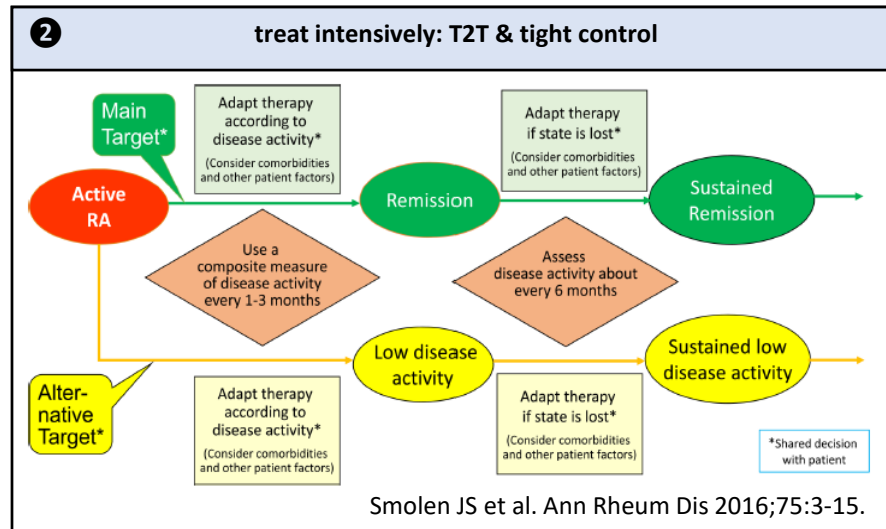 ❷ treat intensively: T2T & tight control
Main
Target*
Adapt therapy
according to
disease activity*
(Consider comorbidities
and other patient factors)
Adapt therapy
if state is lost*
(Consider comorbidities
and other patient factors)
Active
RA
Remission
Sustained
Remission
Use a
composite measure
of disease activity
every 1-3 months
Assess
disease activity about
every 6 months
Low disease
activity
Sustained low
disease activity
Alter-
native
Target*
Adapt therapy
according to
disease activity*
(Consider comorbidities
and other patient factors)
Adapt therapy
if state is lost*
(Consider comorbidities
and other patient factors)
*Shared decision
with patient
Smolen JS et al. Ann Rheum Dis 2016;75:3-15.